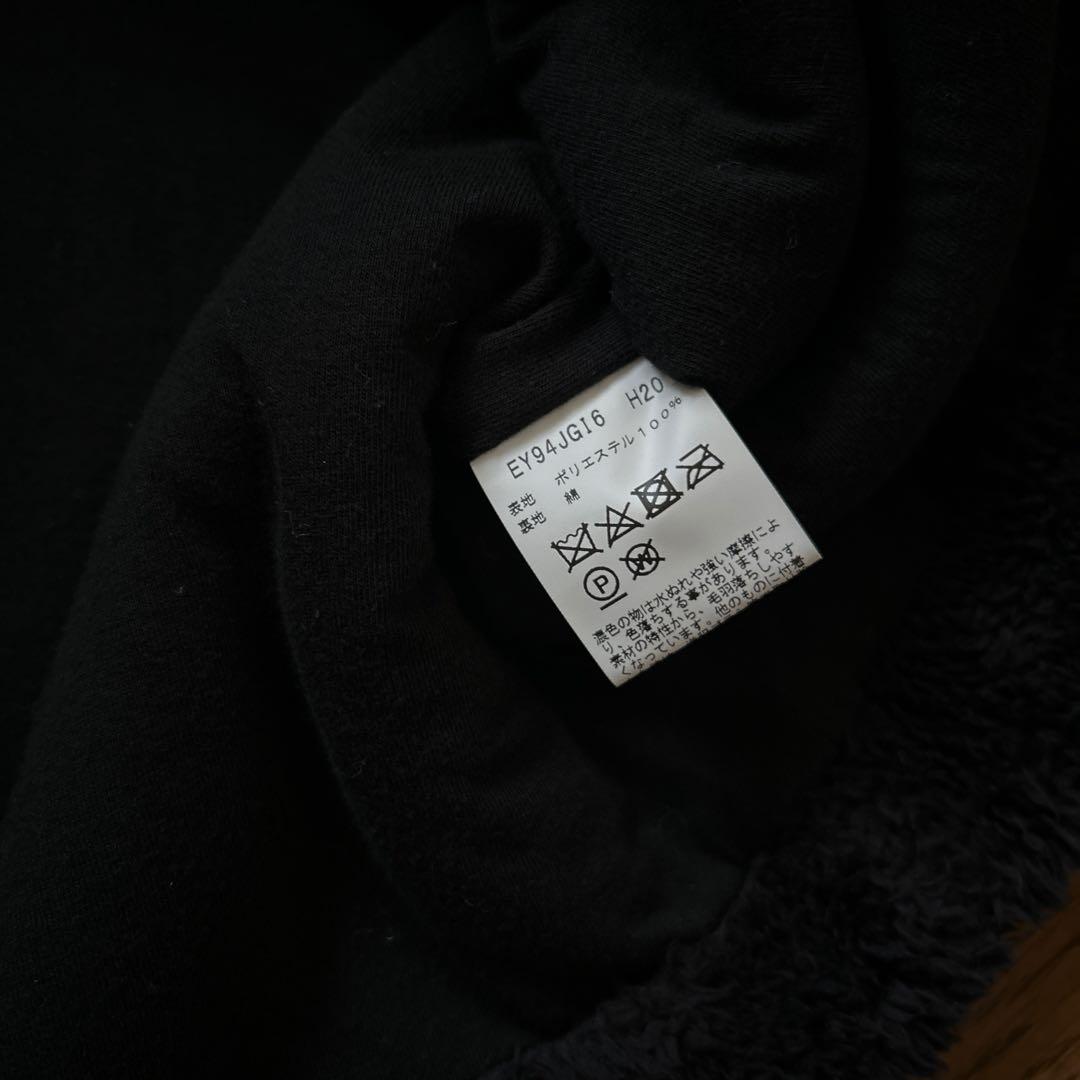 EY94JGI6 H20
表地 ポリエステル100%
裏地 綿
P
W
濃色の物は水ぬれや強い摩擦によ
り、色落ちする事があります。
素材の特性から、毛羽落ちしやす
くなっています。他のものに付着